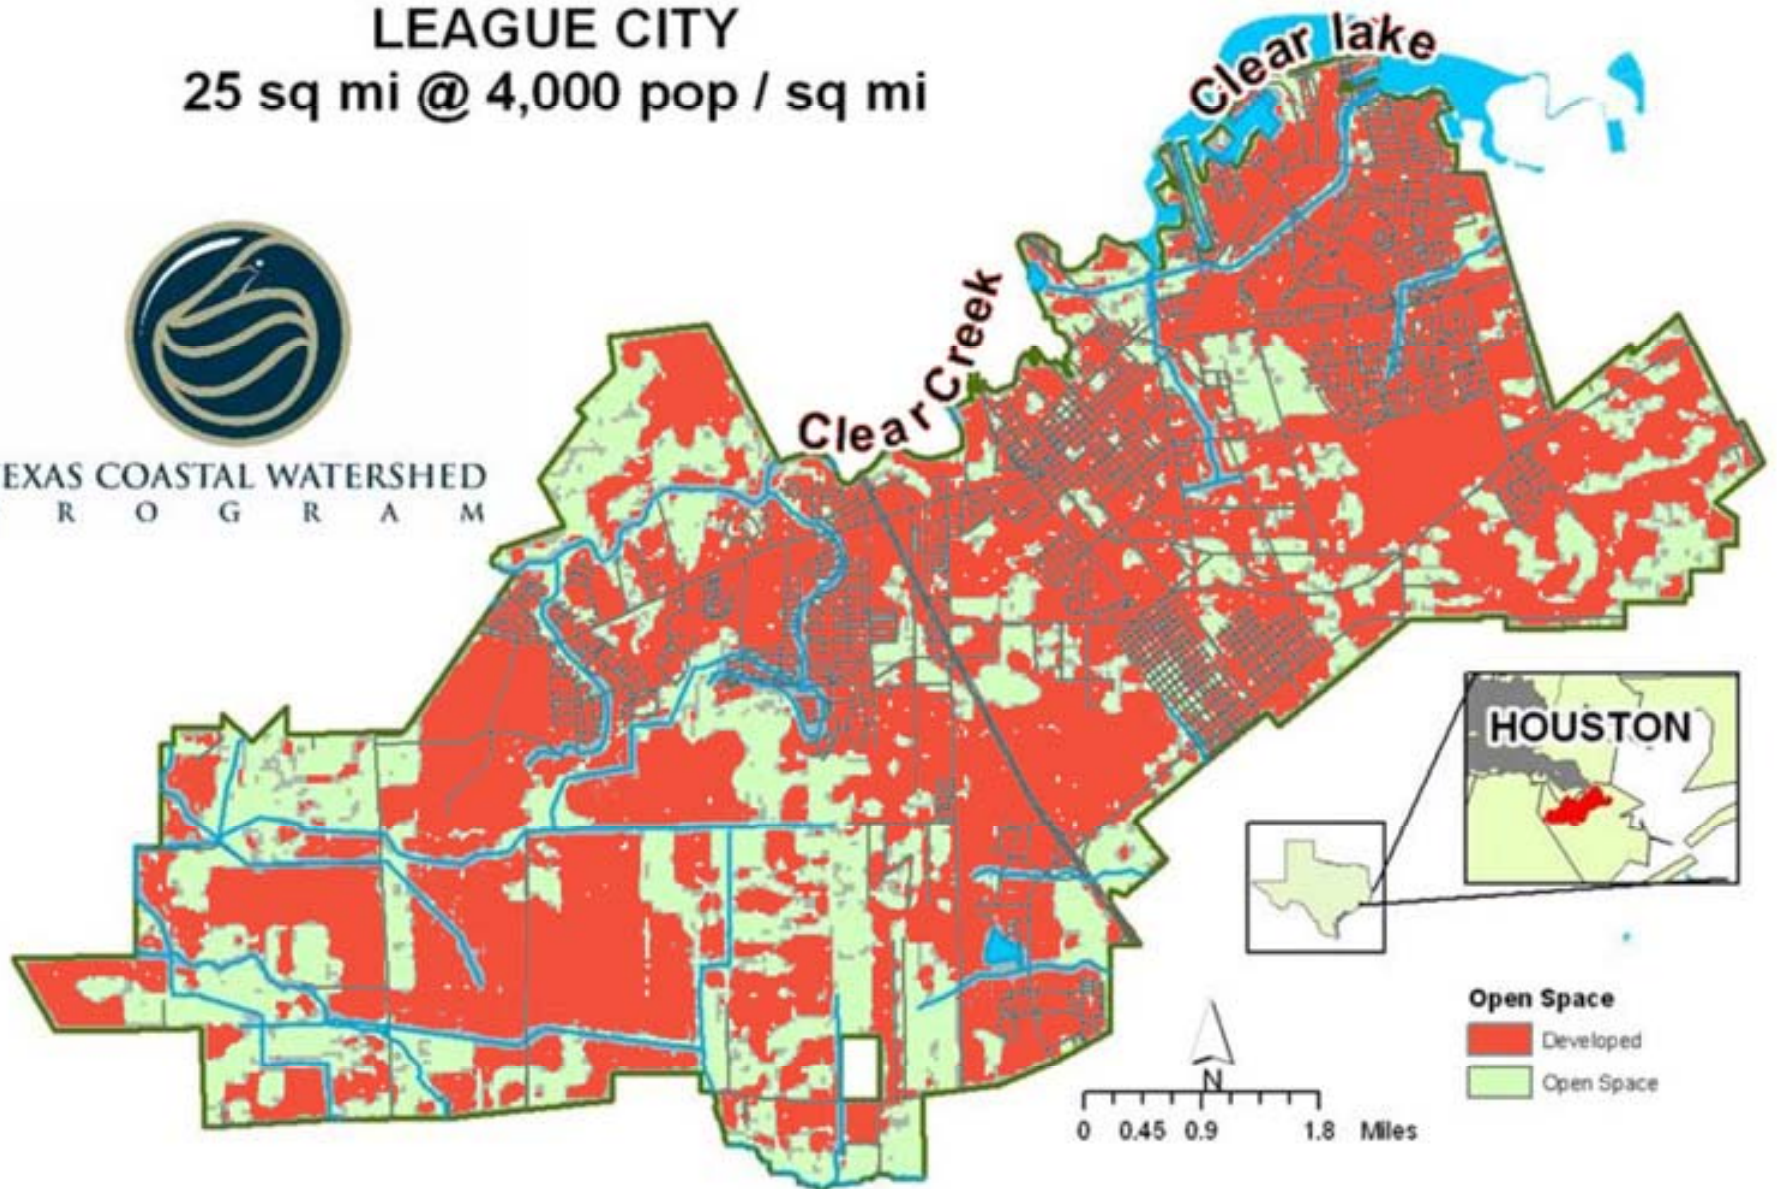 LEAGUE CITY
25 sq mi @ 4,000 pop / sq mi
Clear lake
Clear Creek
EXAS COASTAL WATERSHED
R O G R A M
HOUSTON
Open Space
Developed
Open Space
N
0 0.45 0.9 1.8 Miles